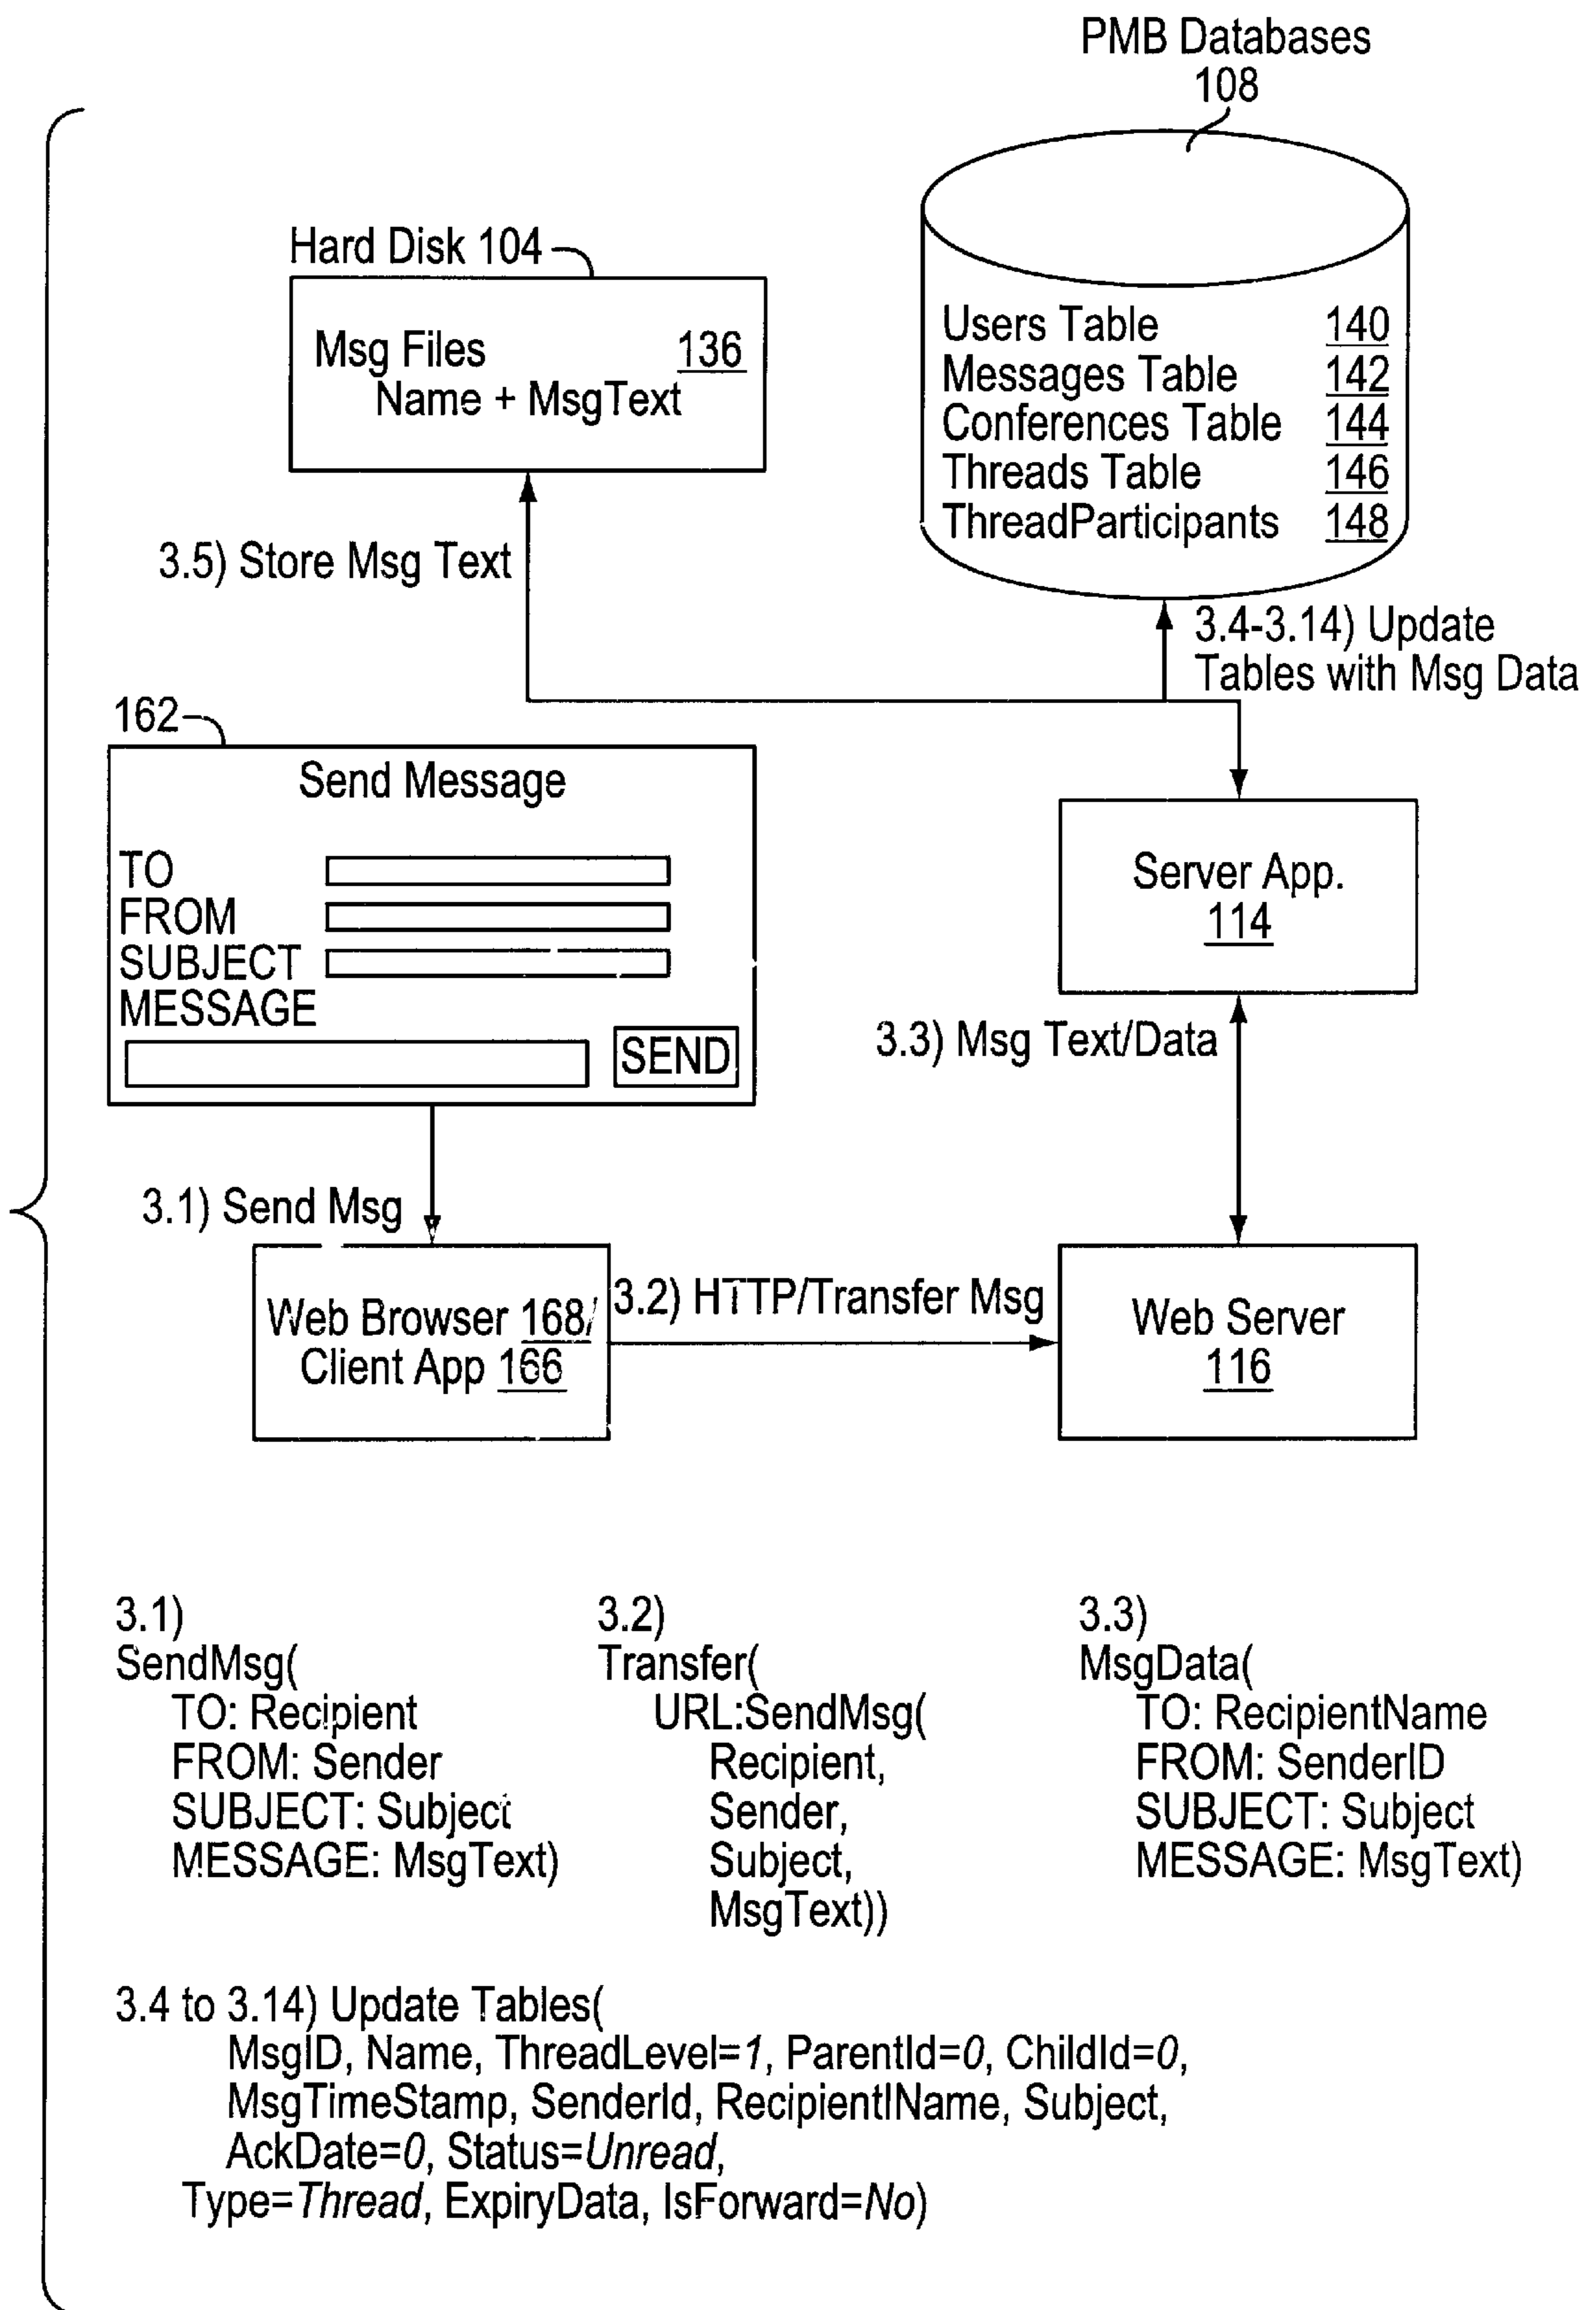 PMB Databases
108
Hard Disk 104
Msg Files 136
Name + MsgText
Users Table 140
Messages Table 142
Conferences Table 144
Threads Table 146
ThreadParticipants 148
3.5) Store Msg Text
3.4-3.14) Update
Tables with Msg Data
162
Send Message
TO
FROM
SUBJECT
MESSAGE
SEND
Server App.
114
3.3) Msg Text/Data
3.1) Send Msg
Web Browser 168/
Client App 166
3.2) HTTP/Transfer Msg
Web Server
116
3.1)
SendMsg(
TO: Recipient
FROM: Sender
SUBJECT: Subject
MESSAGE: MsgText)
3.2)
Transfer(
URL:SendMsg(
Recipient,
Sender,
Subject,
MsgText))
3.3)
MsgData(
TO: RecipientName
FROM: SenderID
SUBJECT: Subject
MESSAGE: MsgText)
3.4 to 3.14) Update Tables(
MsgID, Name, ThreadLevel=1, ParentId=0, ChildId=0,
MsgTimeStamp, SenderId, RecipientIName, Subject,
AckDate=0, Status=Unread,
Type=Thread, ExpiryData, IsForward=No)